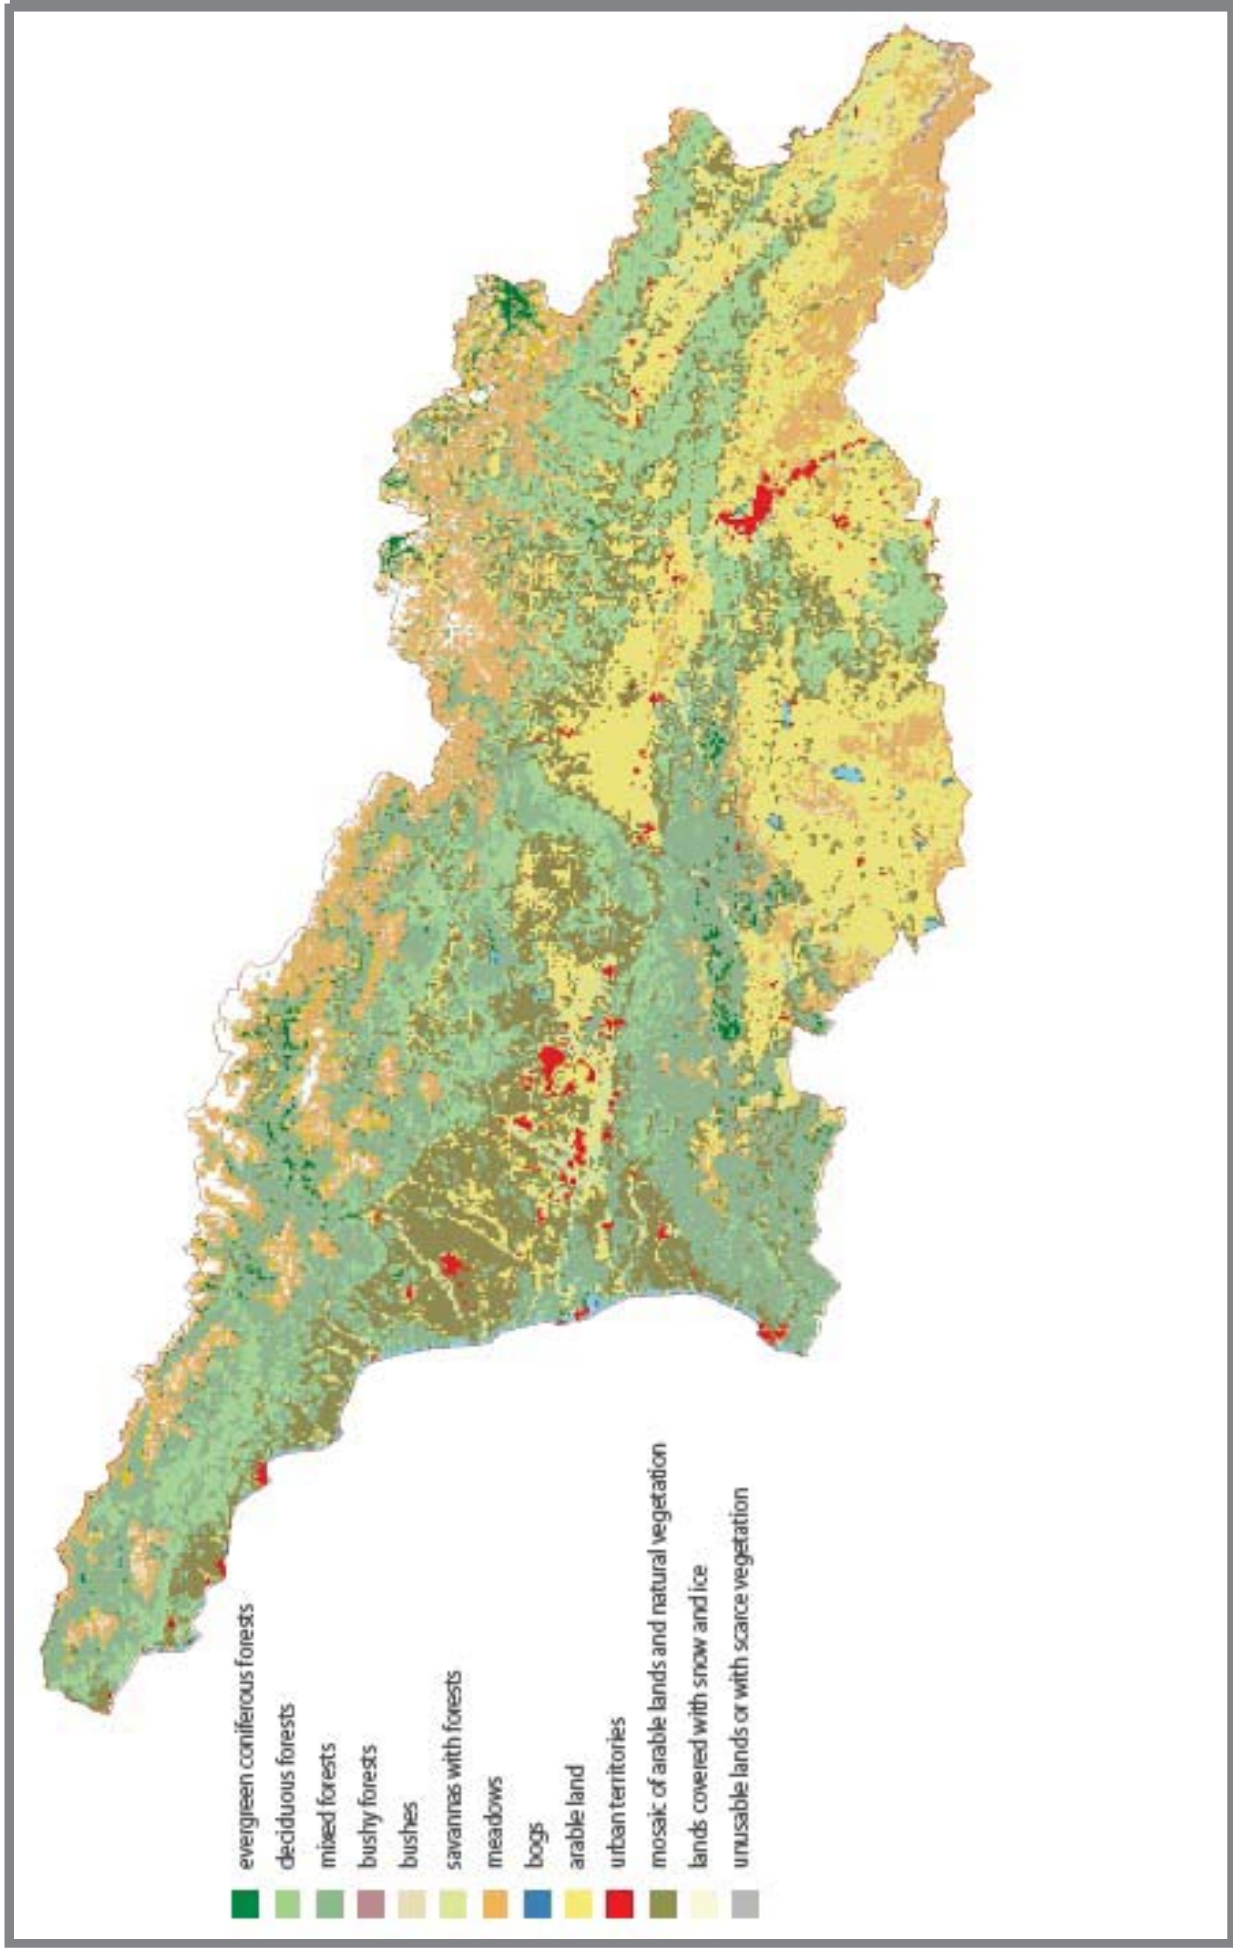 evergreen coniferous forests
deciduous forests
mixed forests
bushy forests
bushes
savannas with forests
meadows
bogs
arable land
urban territories
mosaic of arable lands and natural vegetation
lands covered with snow and ice
unusable lands or with scarce vegetation